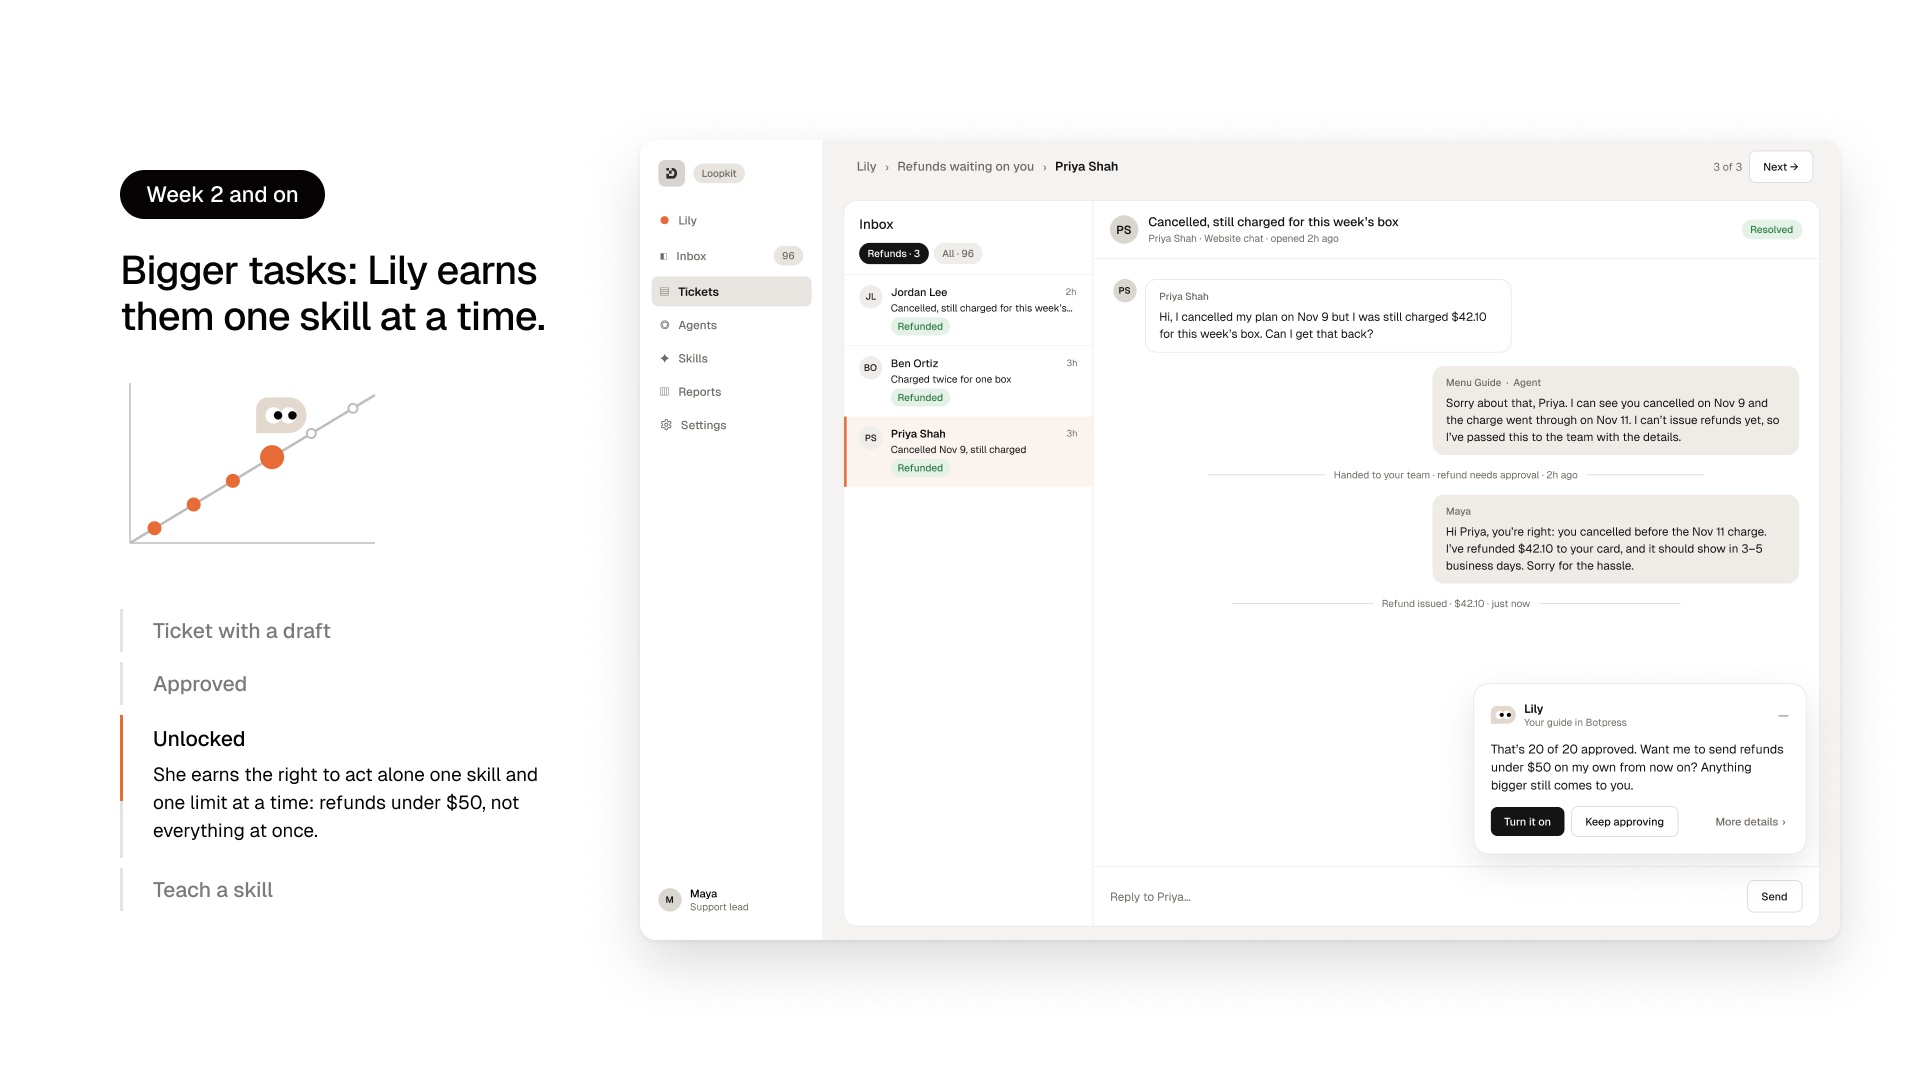 Week 2 and on
Bigger tasks: Lily earns
them one skill at a time.
Ticket with a draft
Approved
Unlocked
She earns the right to act alone one skill and
one limit at a time: refunds under $50, not
everything at once.
Teach a skill
Loopkit
Lily
Inbox 96
Tickets
Agents
Skills
Reports
Settings
M
Maya
Support lead
Lily › Refunds waiting on you › Priya Shah
3 of 3 Next →
Inbox
Refunds · 3 All · 96
JL Jordan Lee 2h
Cancelled, still charged for this week's...
Refunded
BO Ben Ortiz 3h
Charged twice for one box
Refunded
PS Priya Shah 3h
Cancelled Nov 9, still charged
Refunded
PS
Cancelled, still charged for this week's box
Priya Shah · Website chat · opened 2h ago
Resolved
PS
Priya Shah
Hi, I cancelled my plan on Nov 9 but I was still charged $42.10
for this week's box. Can I get that back?
Menu Guide · Agent
Sorry about that, Priya. I can see you cancelled on Nov 9 and
the charge went through on Nov 11. I can't issue refunds yet, so
I've passed this to the team with the details.
Handed to your team · refund needs approval · 2h ago
Maya
Hi Priya, you're right: you cancelled before the Nov 11 charge.
I've refunded $42.10 to your card, and it should show in 3–5
business days. Sorry for the hassle.
Refund issued · $42.10 · just now
Lily
Your guide in Botpress
That's 20 of 20 approved. Want me to send refunds
under $50 on my own from now on? Anything
bigger still comes to you.
Turn it on Keep approving More details ›
Reply to Priya...
Send